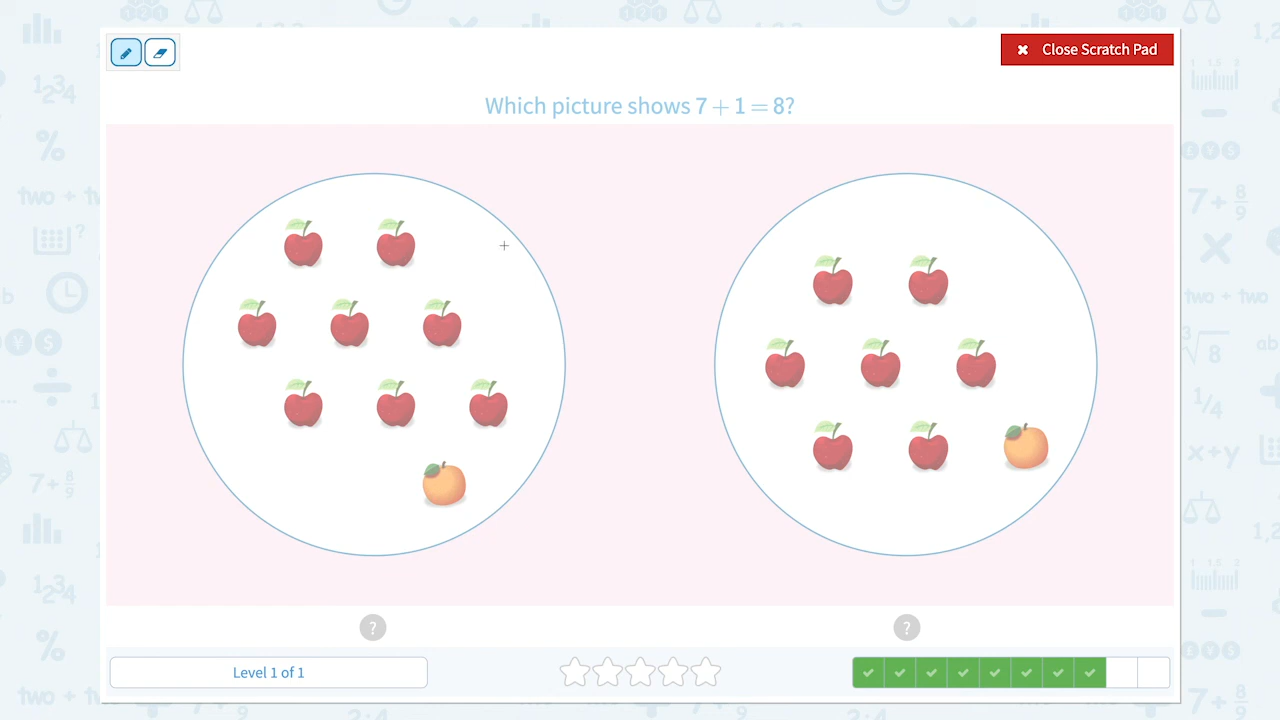 ✖ Close Scratch Pad
Which picture shows 7 + 1 = 8?
? ?
Level 1 of 1